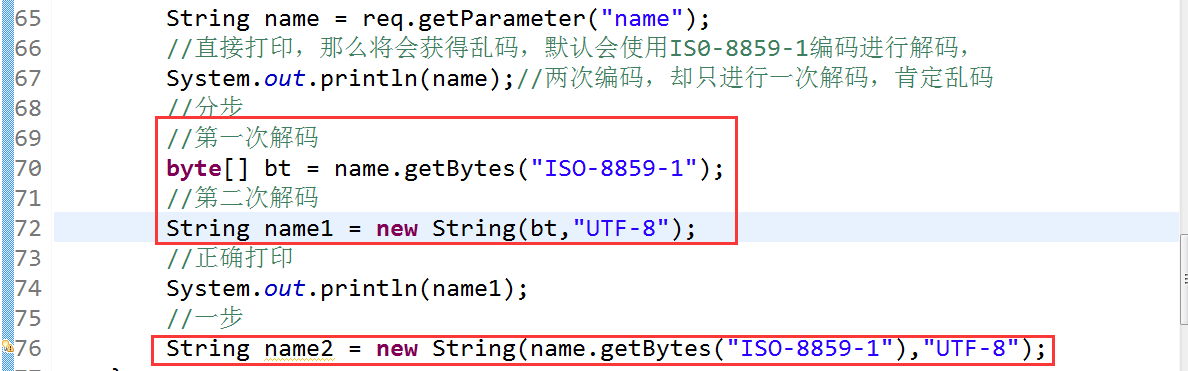 65 String name = req.getParameter("name");
66 //直接打印，那么将会获得乱码，默认会使用ISO-8859-1编码进行解码，
67 System.out.println(name);//两次编码，却只进行一次解码，肯定乱码
68 //分步
69 //第一次解码
70 byte[] bt = name.getBytes("ISO-8859-1");
71 //第二次解码
72 String name1 = new String(bt,"UTF-8");
73 //正确打印
74 System.out.println(name1);
75 //一步
76 String name2 = new String(name.getBytes("ISO-8859-1"),"UTF-8");